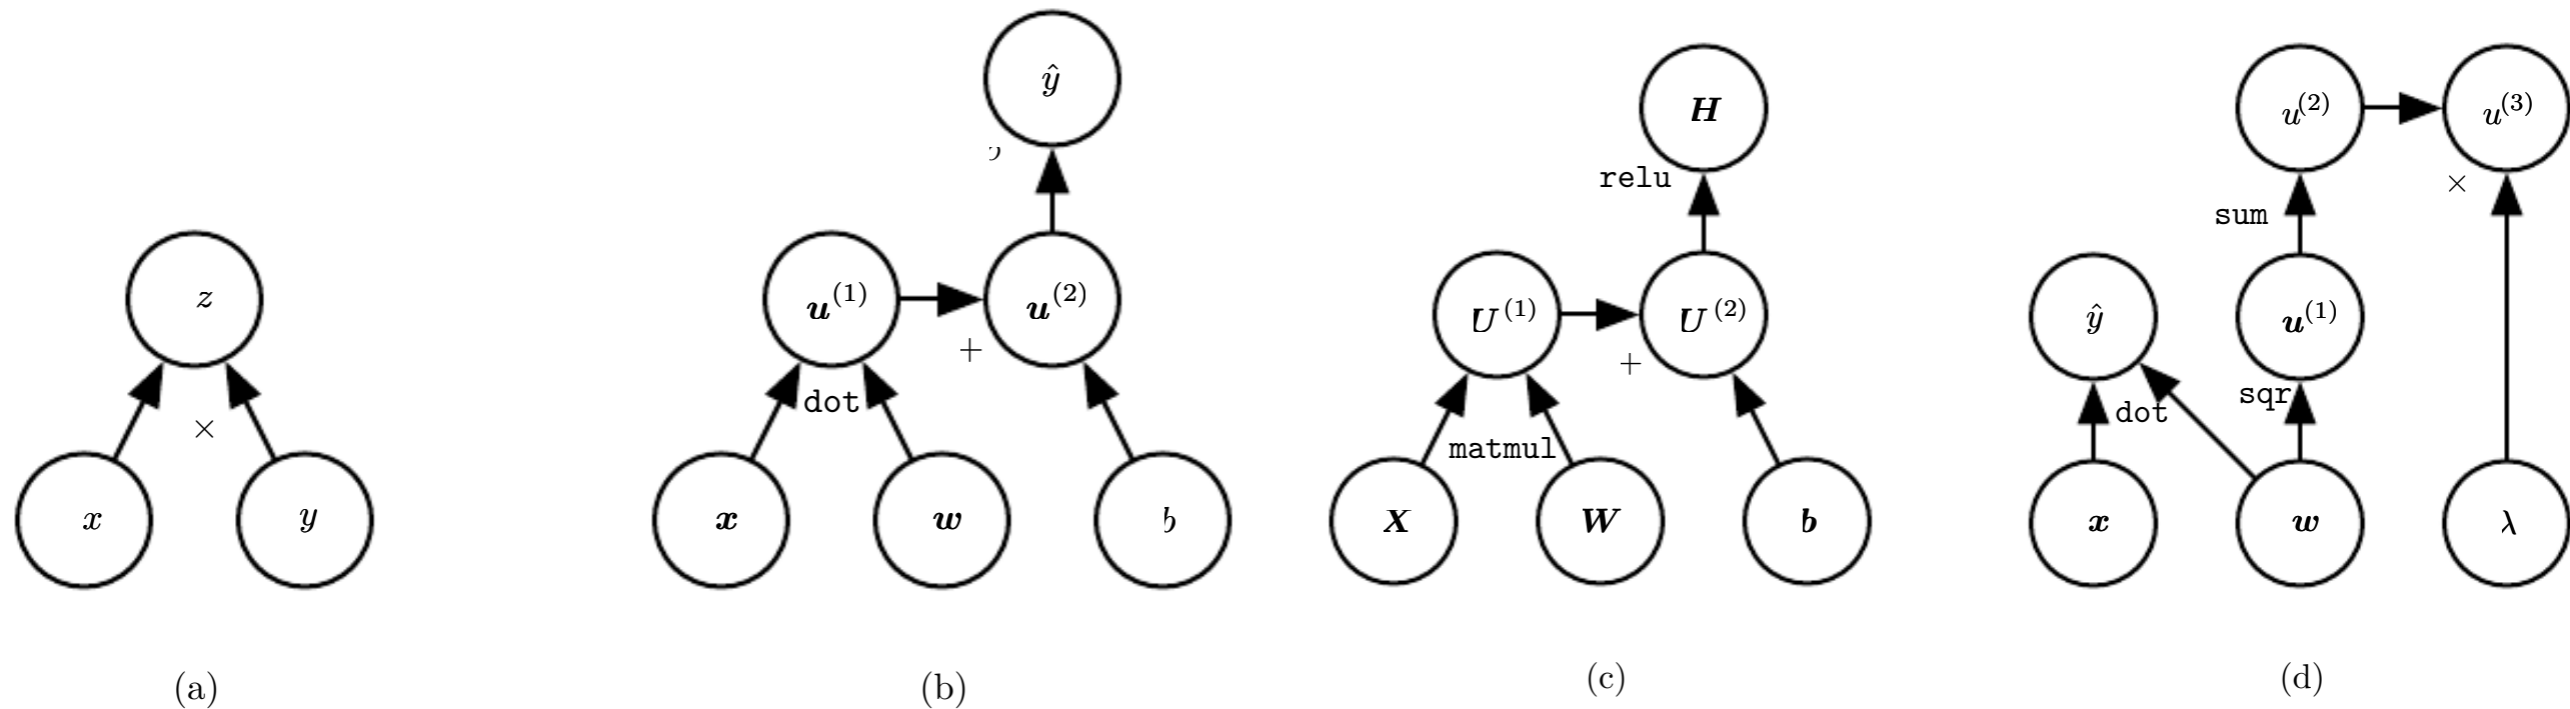 z
x
×
y
(a)
ŷ
u(1)
u(2)
+
dot
x
w
b
(b)
H
relu
U(1)
U(2)
+
matmul
X
W
b
(c)
u(2)
u(3)
×
sum
ŷ
u(1)
sqr
dot
x
w
λ
(d)